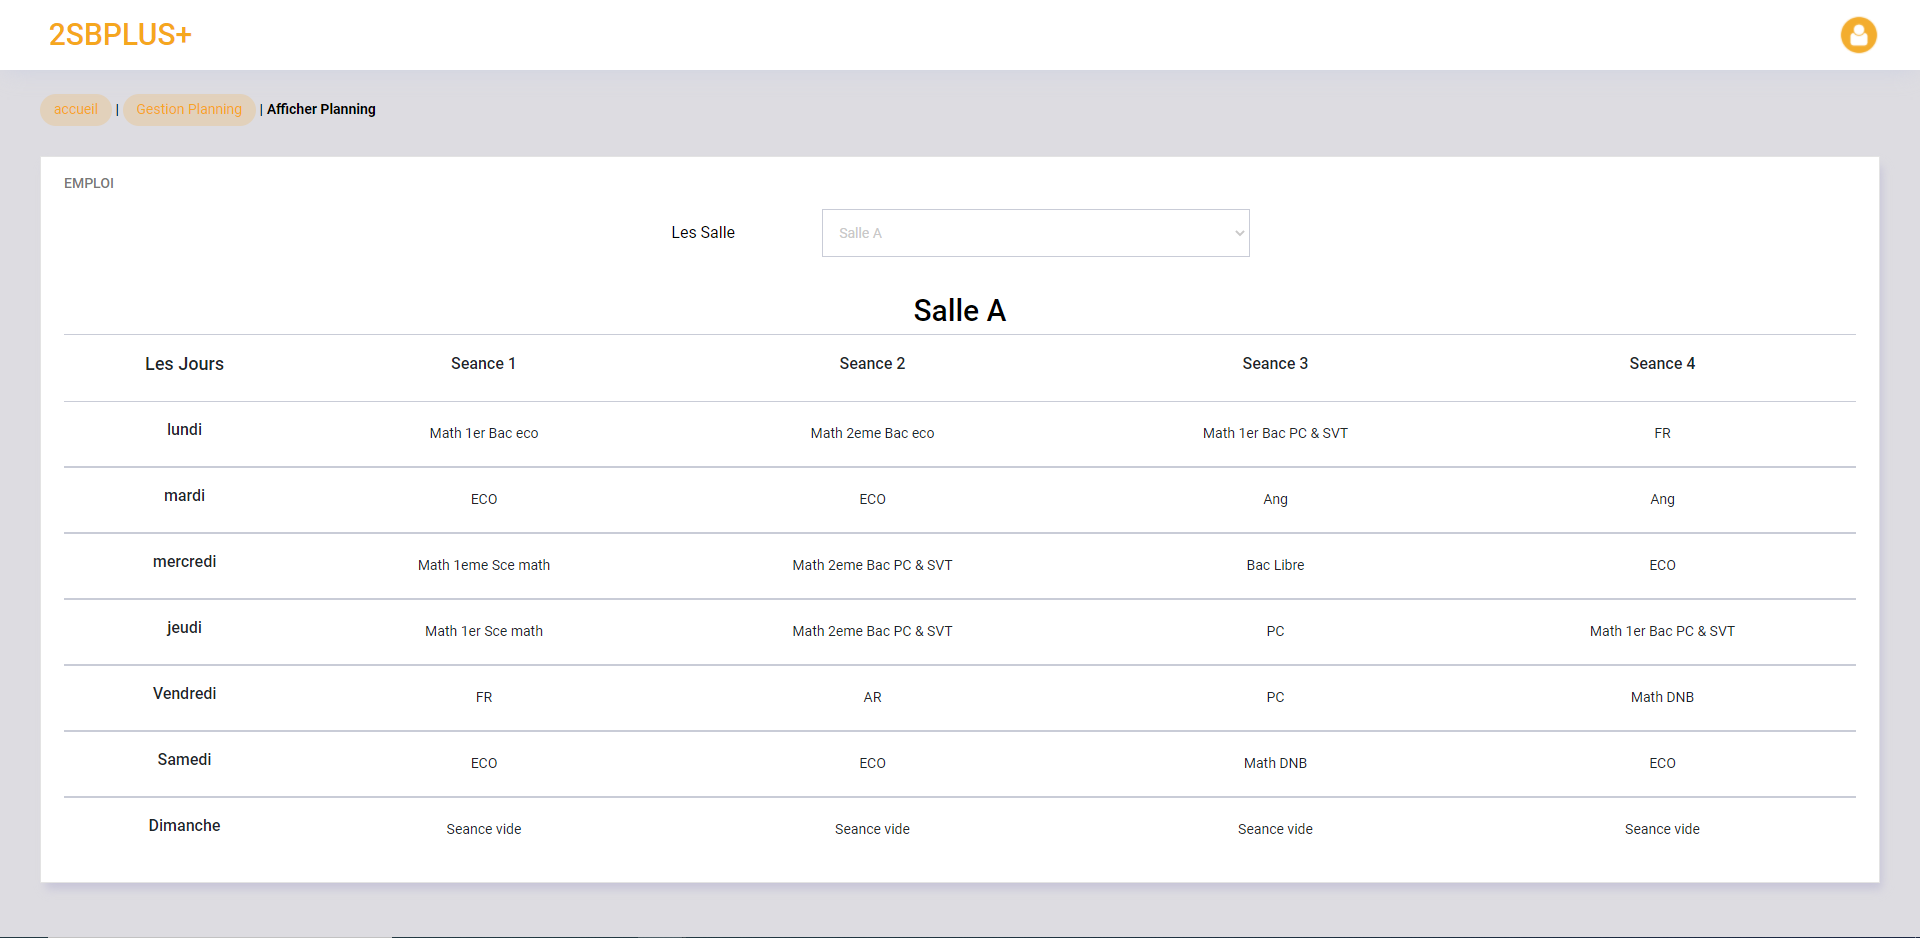 2SBPLUS+
accueil | Gestion Planning | Afficher Planning
EMPLOI
Les Salle Salle A
Salle A
Les Jours Seance 1 Seance 2 Seance 3 Seance 4
lundi Math 1er Bac eco Math 2eme Bac eco Math 1er Bac PC & SVT FR
mardi ECO ECO Ang Ang
mercredi Math 1eme Sce math Math 2eme Bac PC & SVT Bac Libre ECO
jeudi Math 1er Sce math Math 2eme Bac PC & SVT PC Math 1er Bac PC & SVT
Vendredi FR AR PC Math DNB
Samedi ECO ECO Math DNB ECO
Dimanche Seance vide Seance vide Seance vide Seance vide